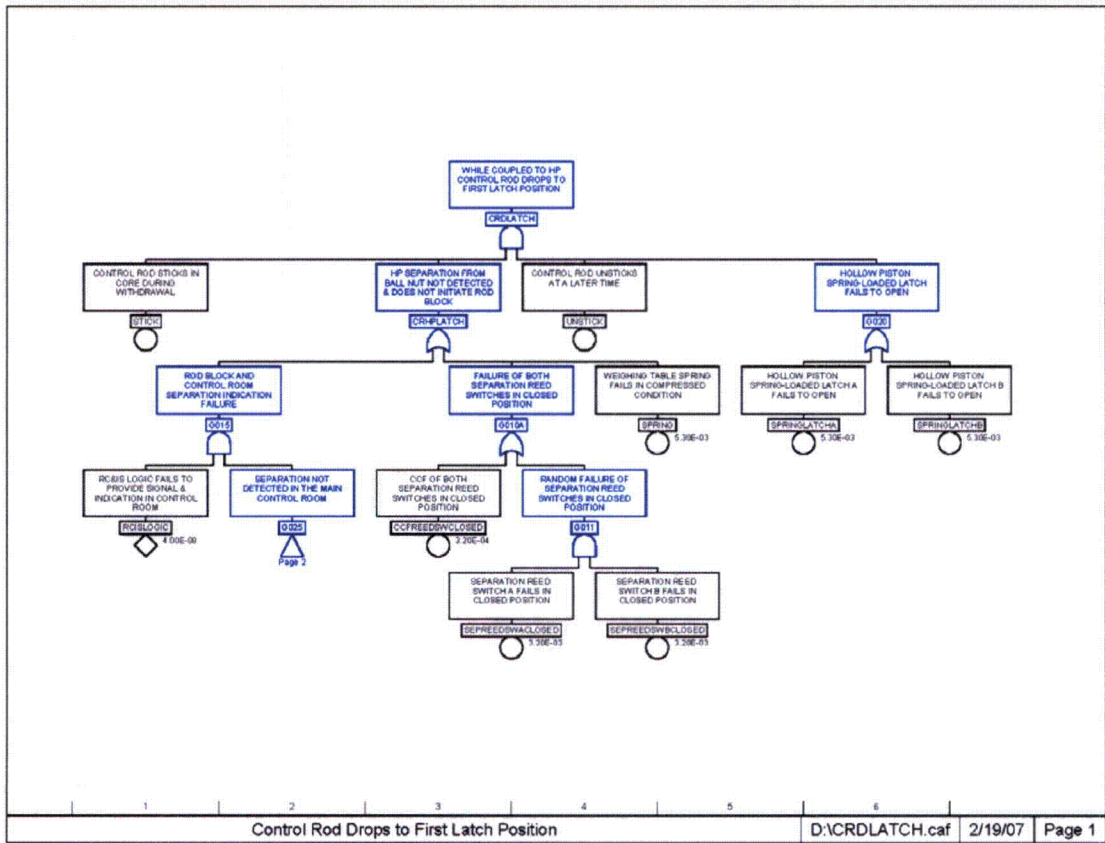 WHILE COUPLED TO HP
CONTROL ROD DROPS TO
FIRST LATCH POSITION
CRDLATCH
CONTROL ROD STICKS IN
CORE DURING
WITHDRAWAL
STICK
HP SEPARATION FROM
BALL NUT NOT DETECTED
& DOES NOT INITIATE ROD
BLOCK
CRHPLATCH
CONTROL ROD UNSTICKS
AT A LATER TIME
UNSTICK
HOLLOW PISTON
SPRING-LOADED LATCH
FAILS TO OPEN
G020
ROD BLOCK AND
CONTROL ROOM
SEPARATION INDICATION
FAILURE
G015
FAILURE OF BOTH
SEPARATION REED
SWITCHES IN CLOSED
POSITION
G010A
WEIGHING TABLE SPRING
FAILS IN COMPRESSED
CONDITION
SPRING
5.30E-03
HOLLOW PISTON
SPRING-LOADED LATCH A
FAILS TO OPEN
SPRINGLATCHA
5.30E-03
HOLLOW PISTON
SPRING-LOADED LATCH B
FAILS TO OPEN
SPRINGLATCHB
5.30E-03
RC&IS LOGIC FAILS TO
PROVIDE SIGNAL &
INDICATION IN CONTROL
ROOM
RCISLOGIC
4.00E-08
SEPARATION NOT
DETECTED IN THE MAIN
CONTROL ROOM
G025
Page 2
CCF OF BOTH
SEPARATION REED
SWITCHES IN CLOSED
POSITION
CCFREEDSWCLOSED
3.20E-04
RANDOM FAILURE OF
SEPARATION REED
SWITCHES IN CLOSED
POSITION
G011
SEPARATION REED
SWITCH A FAILS IN
CLOSED POSITION
SEPREEDSWACLOSED
3.20E-03
SEPARATION REED
SWITCH B FAILS IN
CLOSED POSITION
SEPREEDSWBCLOSED
3.20E-03
1 2 3 4 5 6
Control Rod Drops to First Latch Position D:\CRDLATCH.caf 2/19/07 Page 1